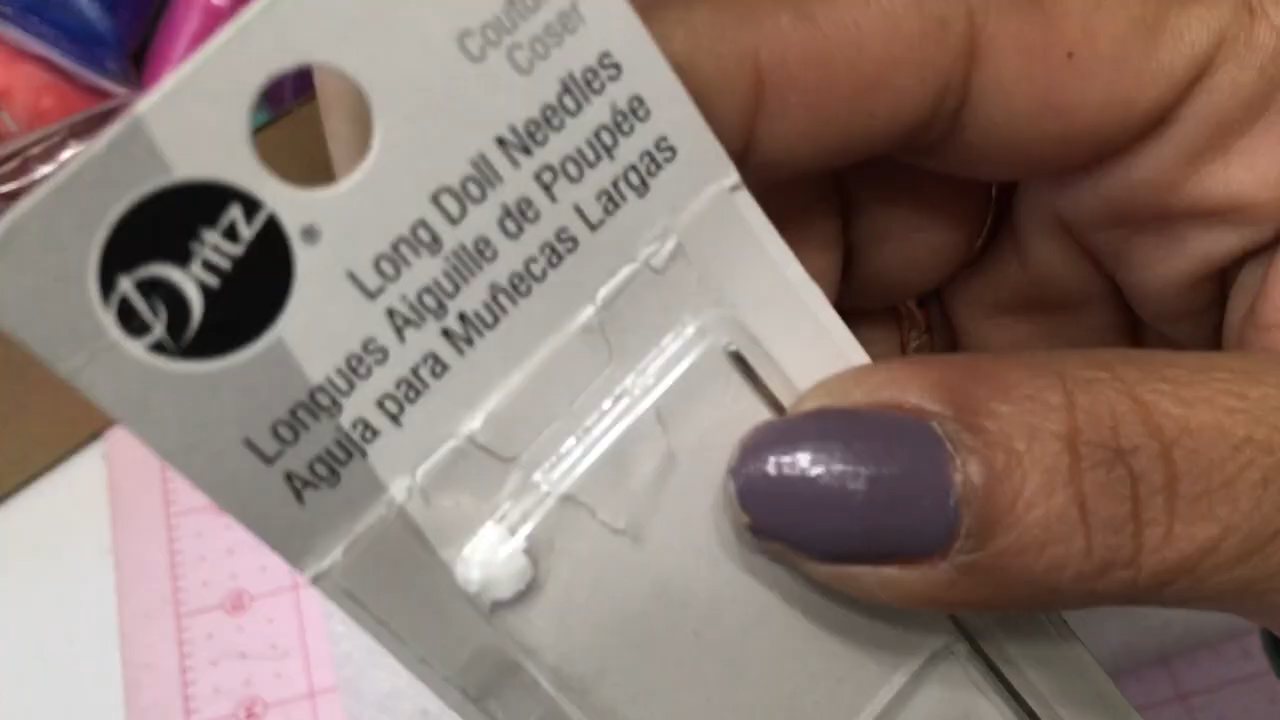 Coser
Long Doll Needles
Longues Aiguille de Poupée
Aguja para Muñecas Largas
Dritz®